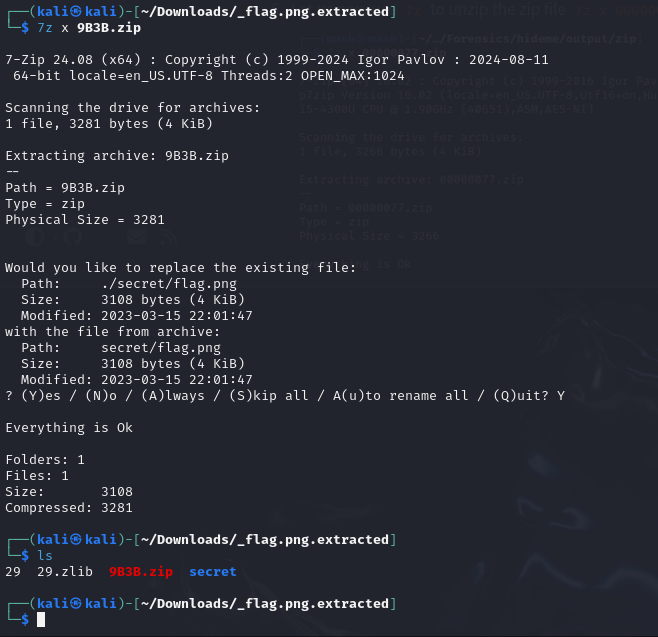 (kali㉿kali)-[~/Downloads/_flag.png.extracted]
$ 7z x 9B3B.zip
7-Zip 24.08 (x64) : Copyright (c) 1999-2024 Igor Pavlov : 2024-08-11
64-bit locale=en_US.UTF-8 Threads:2 OPEN_MAX:1024
Scanning the drive for archives:
1 file, 3281 bytes (4 KiB)
Extracting archive: 9B3B.zip
--
Path = 9B3B.zip
Type = zip
Physical Size = 3281
Would you like to replace the existing file:
Path: ./secret/flag.png
Size: 3108 bytes (4 KiB)
Modified: 2023-03-15 22:01:47
with the file from archive:
Path: secret/flag.png
Size: 3108 bytes (4 KiB)
Modified: 2023-03-15 22:01:47
? (Y)es / (N)o / (A)lways / (S)kip all / A(u)to rename all / (Q)uit? Y
Everything is Ok
Folders: 1
Files: 1
Size: 3108
Compressed: 3281
(kali㉿kali)-[~/Downloads/_flag.png.extracted]
$ ls
29 29.zlib 9B3B.zip secret
(kali㉿kali)-[~/Downloads/_flag.png.extracted]
$